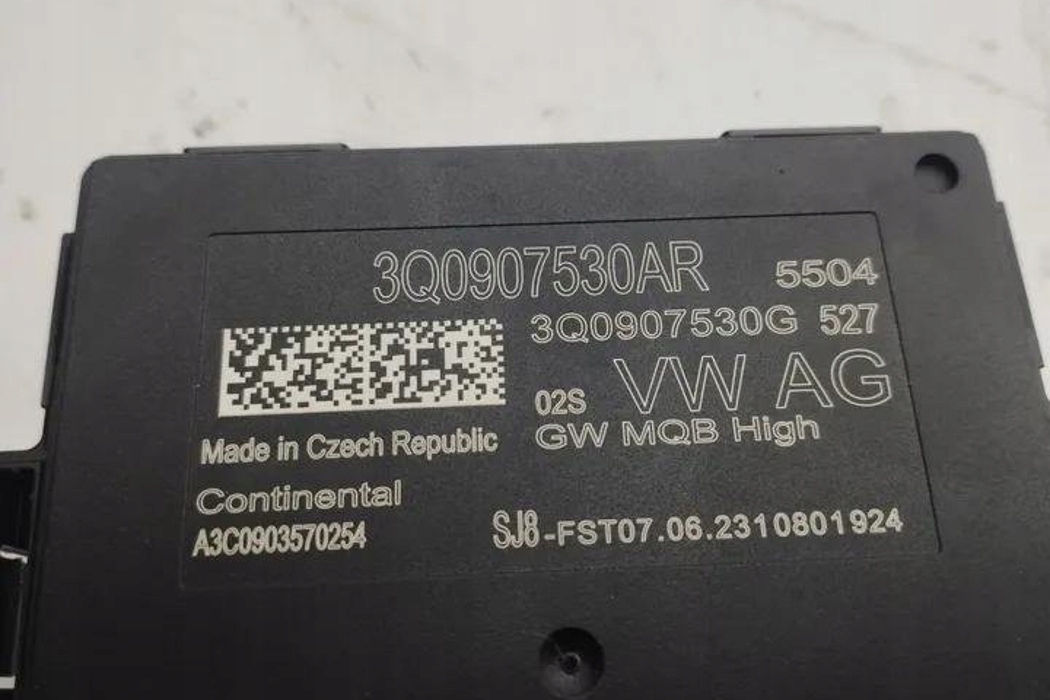 3Q0907530AR 5504
3Q0907530G 527
02S VW AG
GW MQB High
Made in Czech Republic
Continental
A3C0903570254
SJ8-FST07.06.2310801924